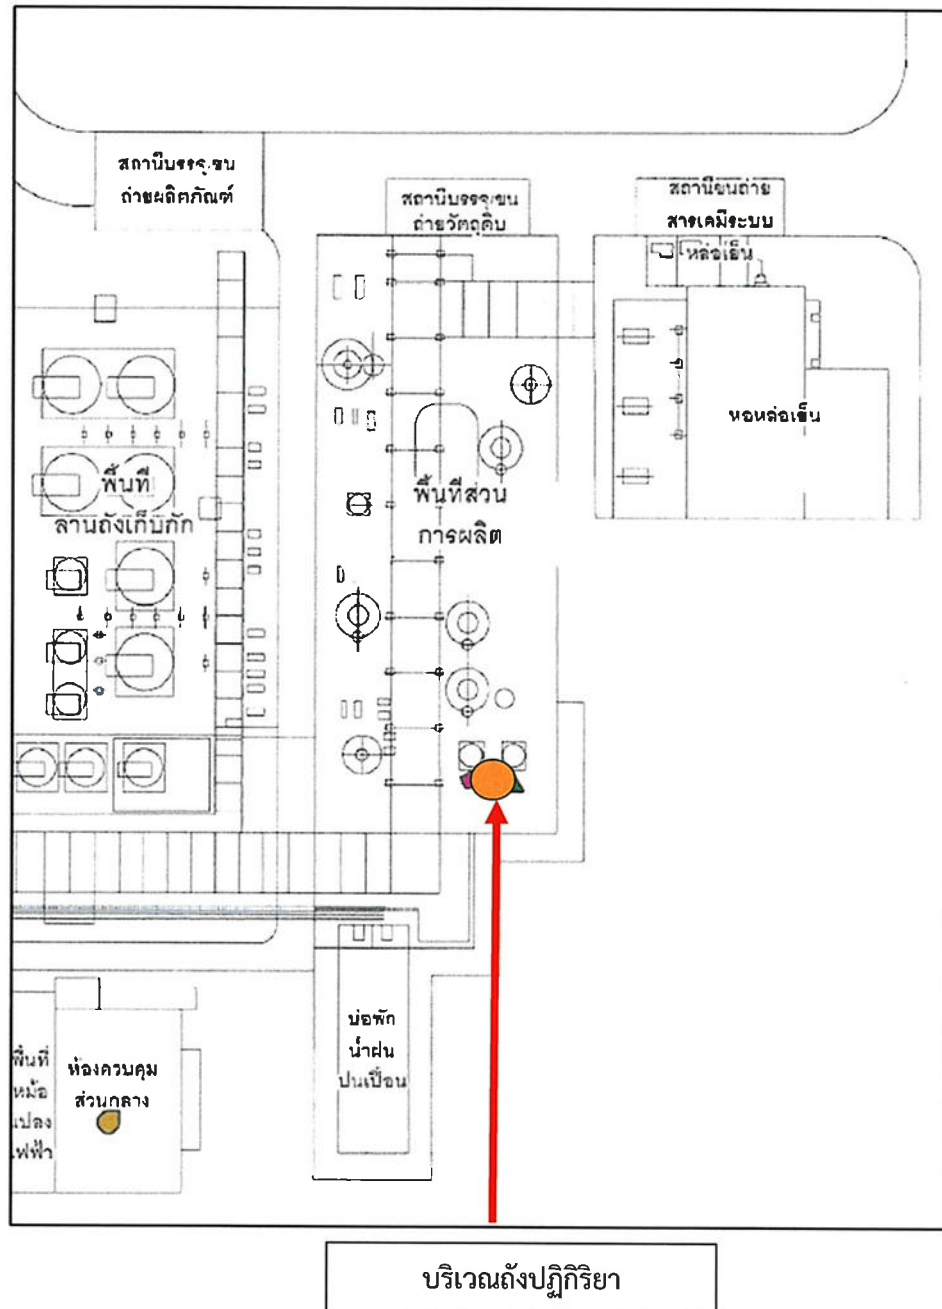 สถานีบรรจุ/ขน
ถ่ายผลิตภัณฑ์
สถานีบรรจุ/ขน
ถ่ายวัตถุดิบ
สถานีขนถ่าย
สารเคมีระบบ
หล่อเย็น
หอหล่อเย็น
พื้นที่
ลานถังเก็บกัก
พื้นที่ส่วน
การผลิต
บ่อพัก
น้ำฝน
ปนเปื้อน
พื้นที่
หม้อ
แปลง
ไฟฟ้า
ห้องควบคุม
ส่วนกลาง
บริเวณถังปฏิกิริยา